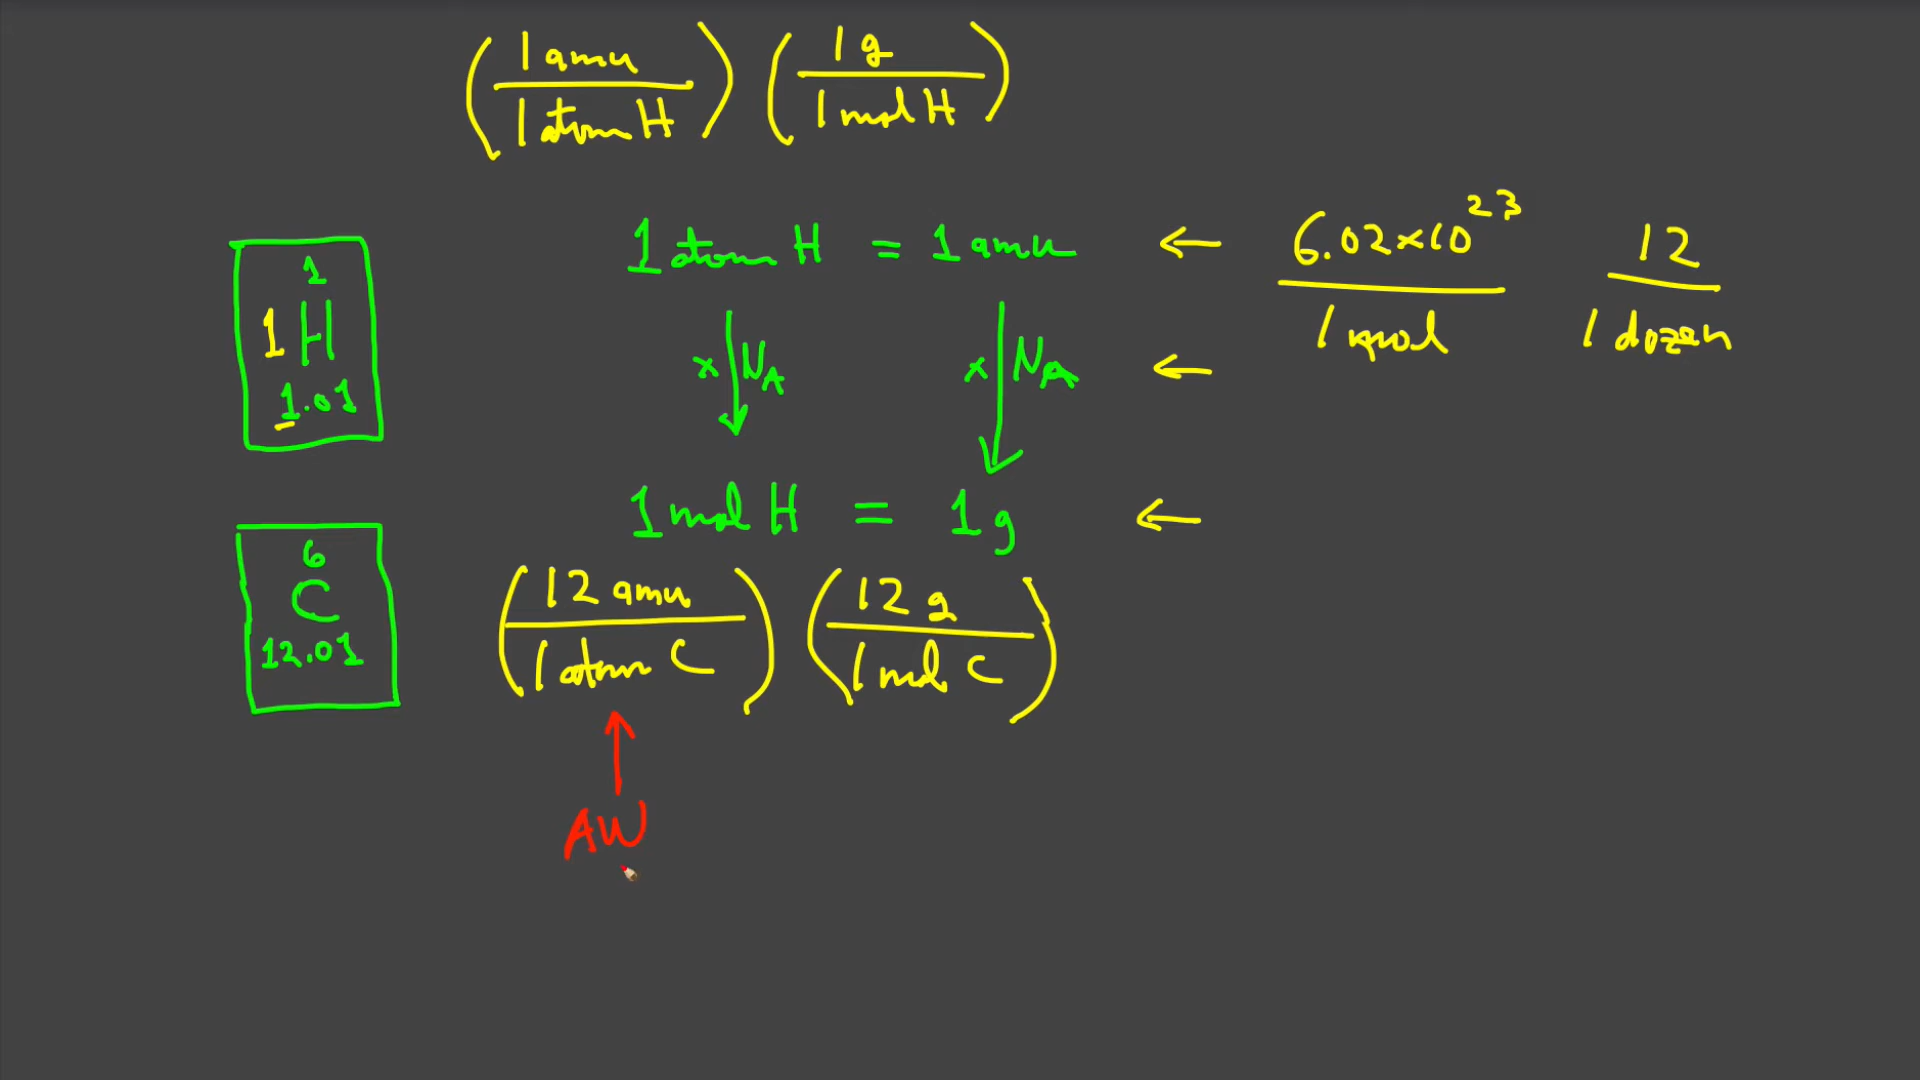 (1 amu / 1 atom H) (1 g / 1 mol H)
1 atom H = 1 amu ← 6.02×10²³ / 1 mol 12 / 1 dozen
1
1 H
1.01
× N_A × N_A ←
1 mol H = 1 g ←
6
C
12.01
(12 amu / 1 atom C) (12 g / 1 mol C)
AW